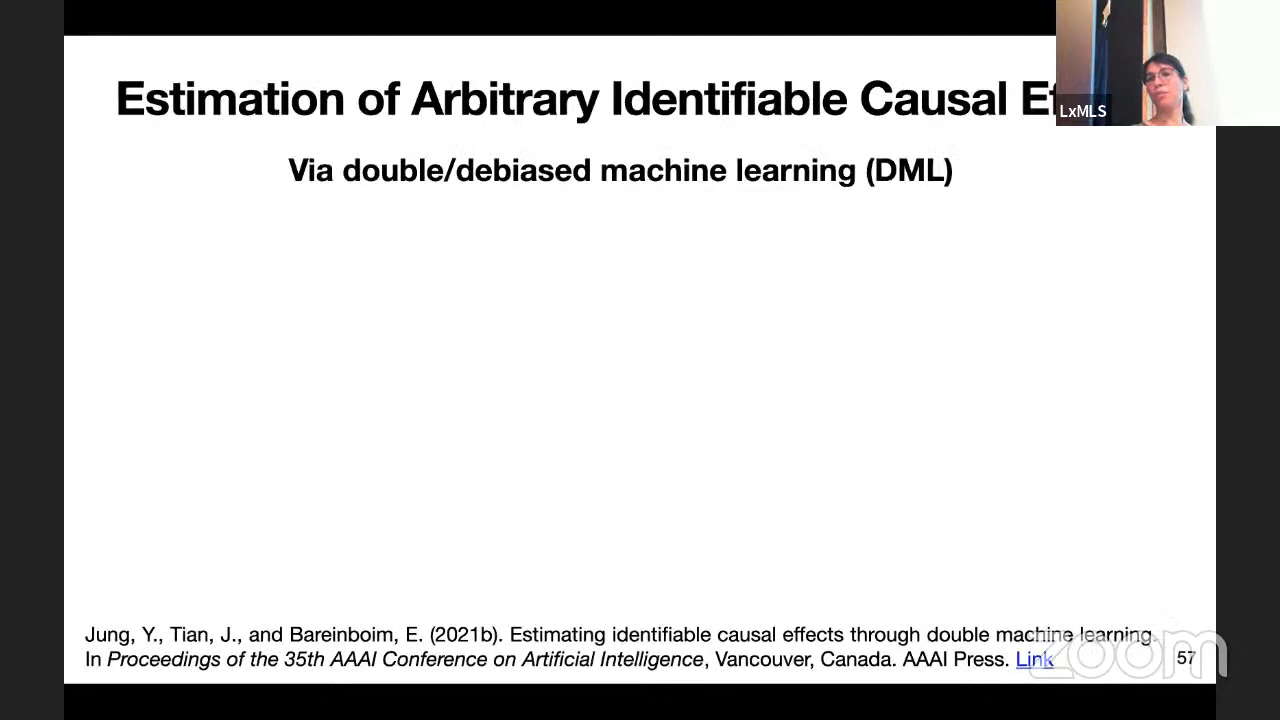 Estimation of Arbitrary Identifiable Causal
LxMLS
Via double/debiased machine learning (DML)
Jung, Y., Tian, J., and Bareinboim, E. (2021b). Estimating identifiable causal effects through double machine learning.
In Proceedings of the 35th AAAI Conference on Artificial Intelligence, Vancouver, Canada. AAAI Press. Link
zoom
57